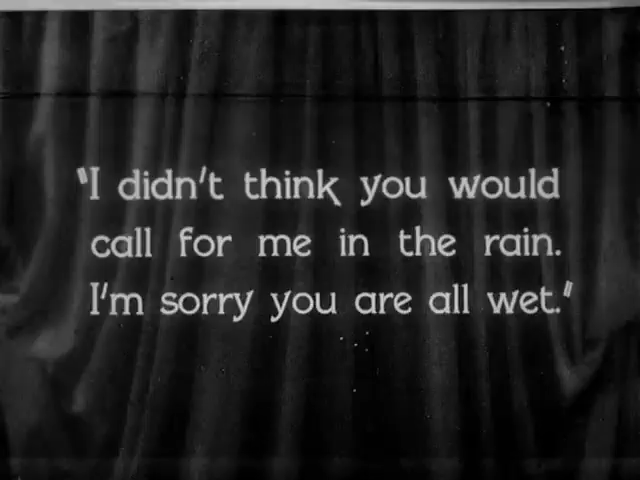 "I didn't think you would
call for me in the rain.
I'm sorry you are all wet."